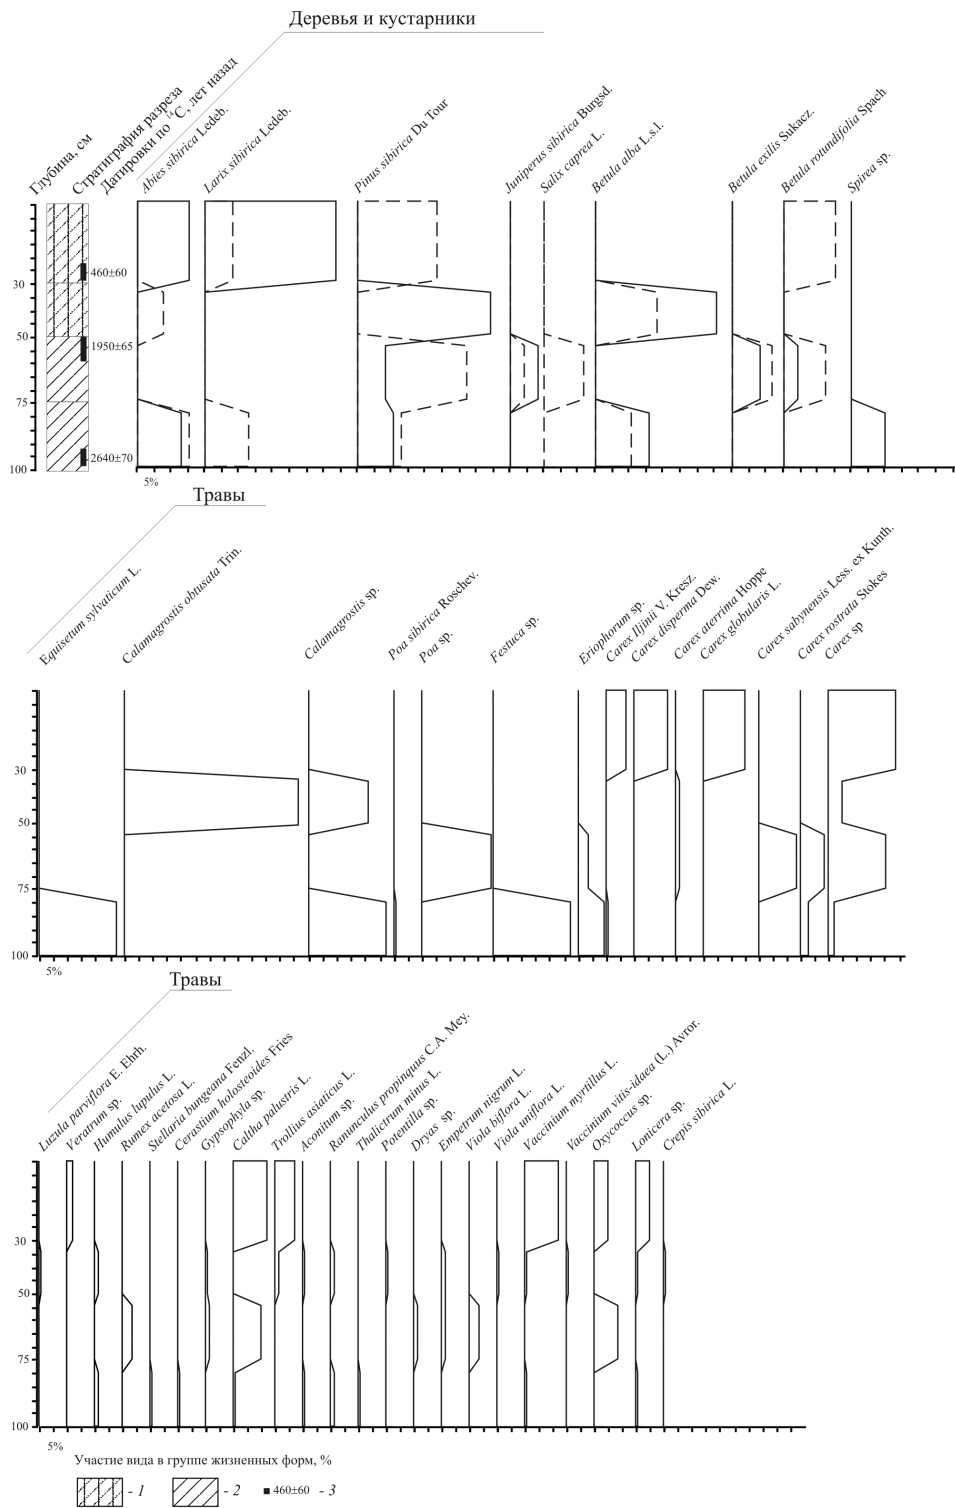 Деревья и кустарники
Глубина, см
Стратиграфия разреза
Датировки по ¹⁴С, лет назад
Abies sibirica Ledeb.
Larix sibirica Ledeb.
Pinus sibirica Du Tour
Juniperus sibirica Burgsd.
Salix caprea L.
Betula alba L.s.l.
Betula exilis Sukacz.
Betula rotundifolia Spach
Spirea sp.
460±60
30
50
1950±65
75
2640±70
100
5%
Травы
Equisetum sylvaticum L.
Calamagrostis obtusata Trin.
Calamagrostis sp.
Poa sibirica Roschev.
Poa sp.
Festuca sp.
Eriophorum sp.
Carex Iljinii V. Kresz.
Carex disperma Dew.
Carex aterrima Hoppe
Carex globularis L.
Carex sabynensis Less. ex Kunth.
Carex rostrata Stokes
Carex sp
30
50
75
100
5%
Травы
Luzula parviflora E. Ehrh.
Veratrum sp.
Humulus lupulus L.
Rumex acetosa L.
Stellaria bungeana Fenzl.
Cerastium holosteoides Fries
Gypsophyla sp.
Caltha palustris L.
Trollius asiaticus L.
Aconitum sp.
Ranunculus propinquus C.A. Mey.
Thalictrum minus L.
Potentilla sp.
Dryas sp.
Empetrum nigrum L.
Viola biflora L.
Viola uniflora L.
Vaccinium myrtillus L.
Vaccinium vitis-idaea (L.) Avror.
Oxycoccus sp.
Lonicera sp.
Crepis sibirica L.
30
50
75
100
5%
Участие вида в группе жизненных форм, %
- 1
- 2
460±60 - 3